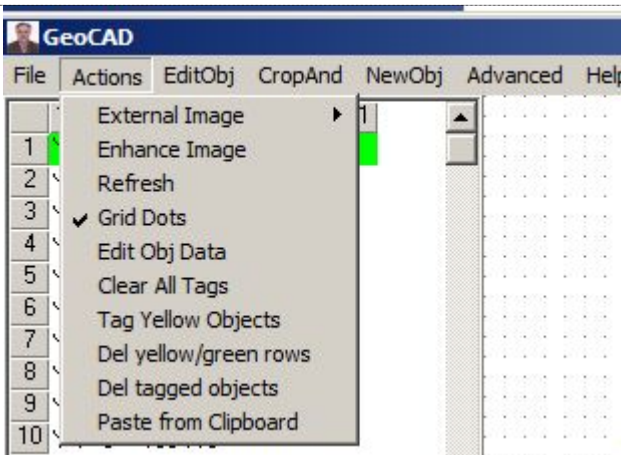 GeoCAD
File Actions EditObj CropAnd NewObj Advanced Help
External Image 1
1 Enhance Image
2 Refresh
3 Grid Dots
4 Edit Obj Data
5 Clear All Tags
6 Tag Yellow Objects
7 Del yellow/green rows
8 Del tagged objects
9 Paste from Clipboard
10